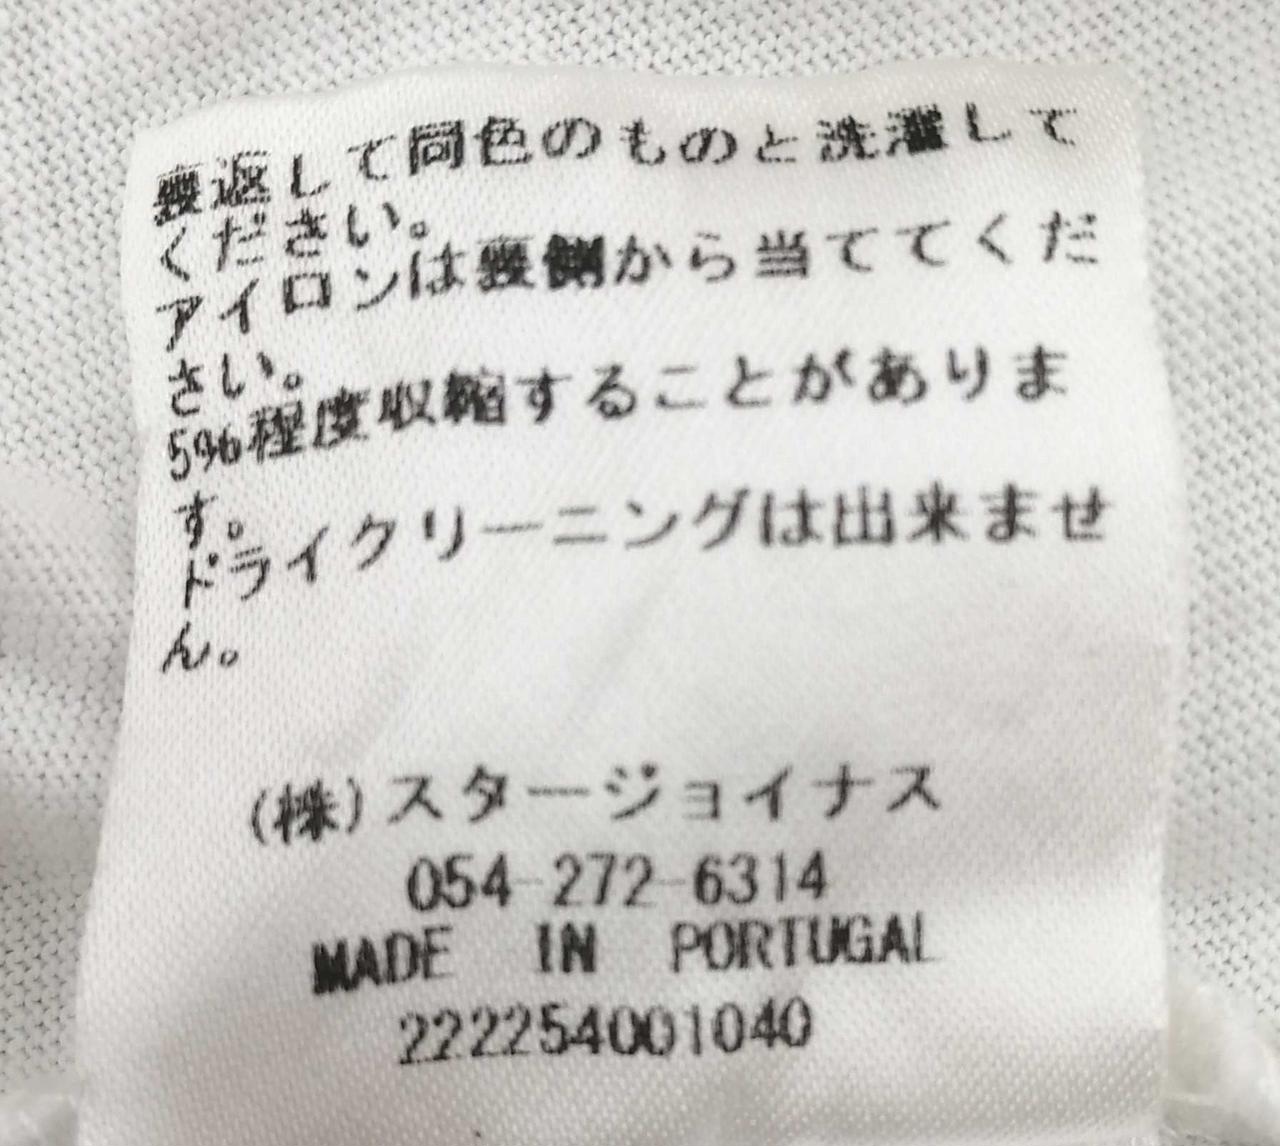 裏返して同色のものと洗濯して
ください。
アイロンは裏側から当ててくだ
さい。
5%程度収縮することがありま
す。
ドライクリーニングは出来ませ
ん。
(株)スタージョイナス
054-272-6314
MADE IN PORTUGAL
222254001040